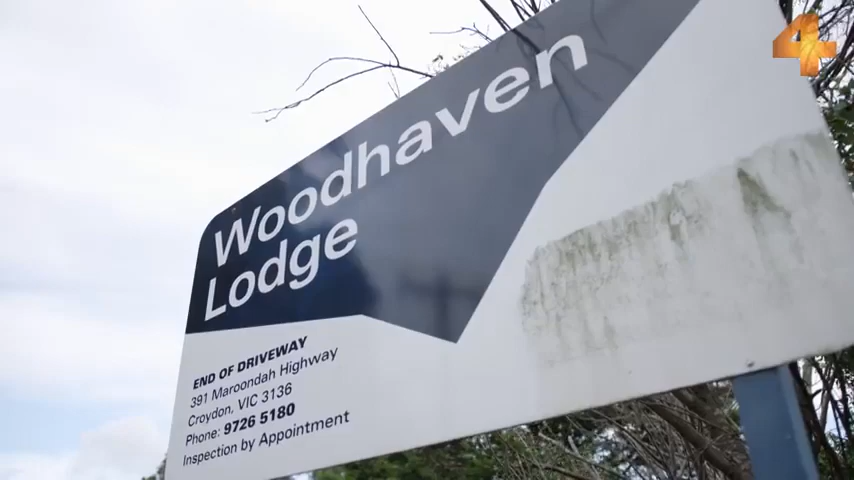 4
Woodhaven
Lodge
END OF DRIVEWAY
391 Maroondah Highway
Croydon, VIC 3136
Phone: 9726 5180
Inspection by Appointment